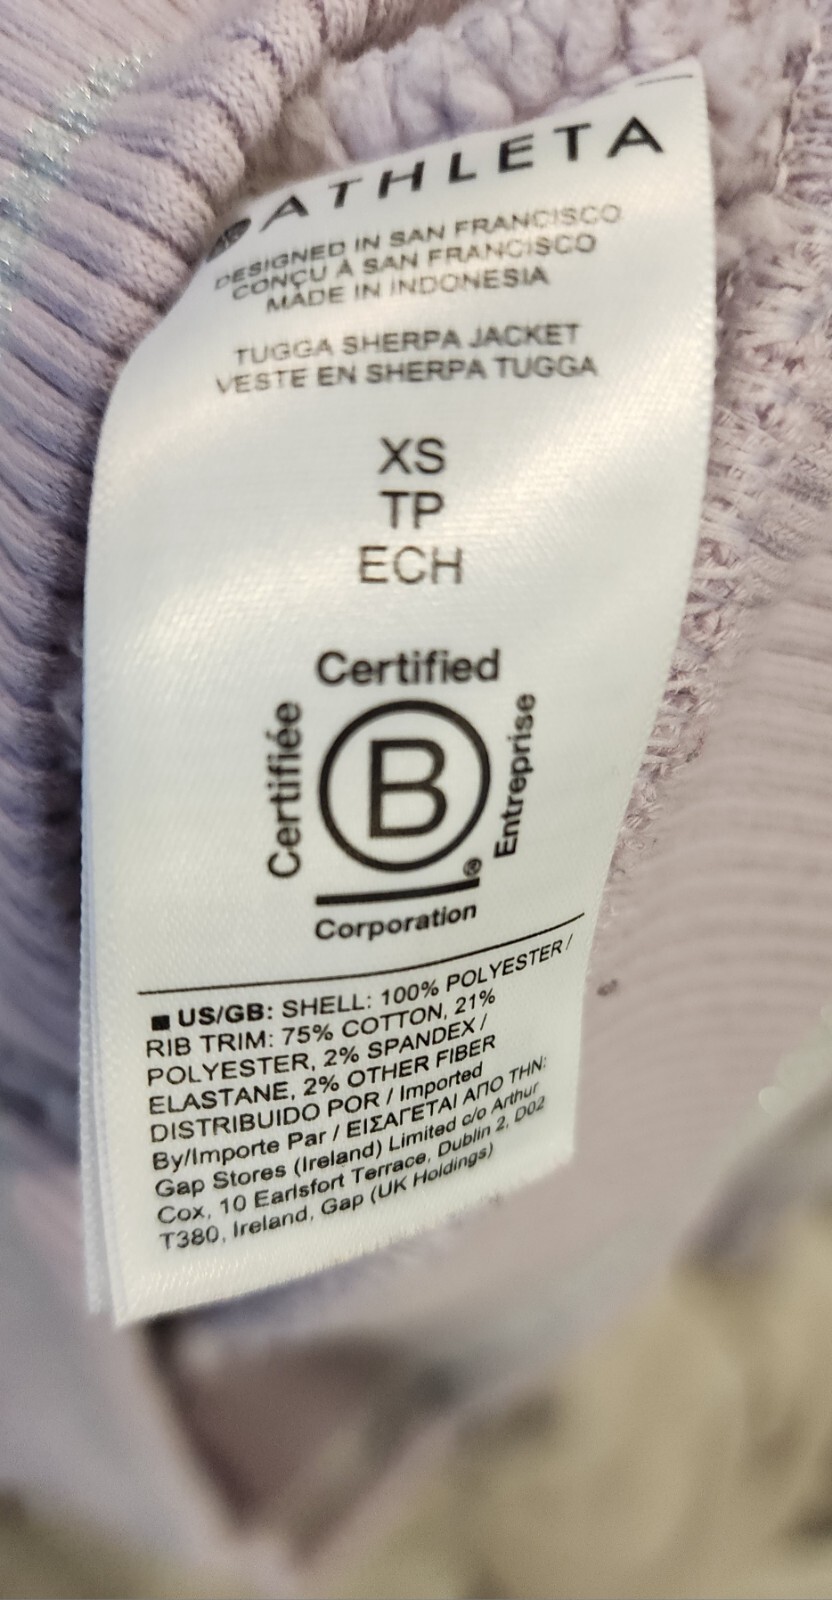 ATHLETA
DESIGNED IN SAN FRANCISCO
CONÇU À SAN FRANCISCO
MADE IN INDONESIA
TUGGA SHERPA JACKET
VESTE EN SHERPA TUGGA
XS
TP
ECH
Certified
Certifiée
B
Entreprise
®
Corporation
■ US/GB: SHELL: 100% POLYESTER /
RIB TRIM: 75% COTTON, 21%
POLYESTER, 2% SPANDEX /
ELASTANE, 2% OTHER FIBER
DISTRIBUIDO POR / Imported
By/Importe Par / ΕΙΣΑΓΕΤΑΙ ΑΠΟ ΤΗΝ:
Gap Stores (Ireland) Limited c/o Arthur
Cox, 10 Earlsfort Terrace, Dublin 2, D02
T380, Ireland, Gap (UK Holdings)